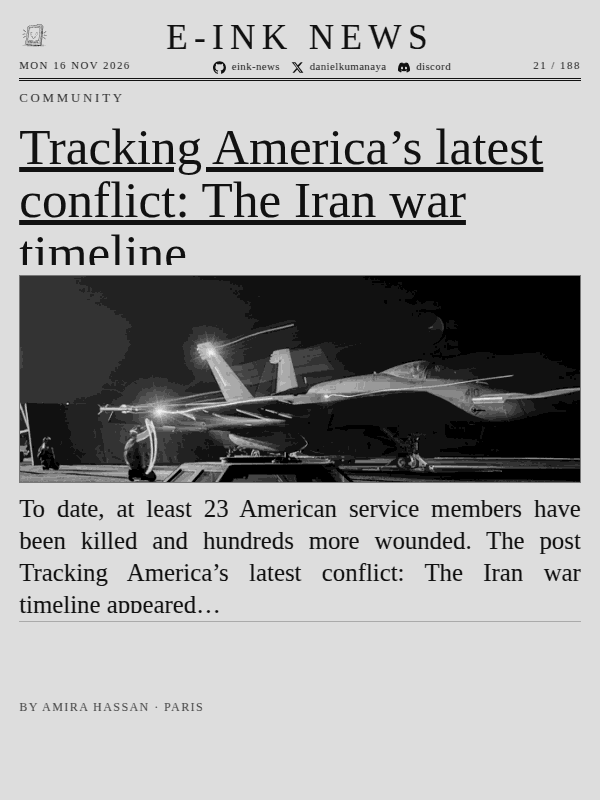 E-INK NEWS
MON 16 NOV 2026
eink-news danielkumanaya discord
21 / 188
COMMUNITY
Tracking America’s latest
conflict: The Iran war
timeline
To date, at least 23 American service members have
been killed and hundreds more wounded. The post
Tracking America’s latest conflict: The Iran war
timeline appeared…
BY AMIRA HASSAN · PARIS